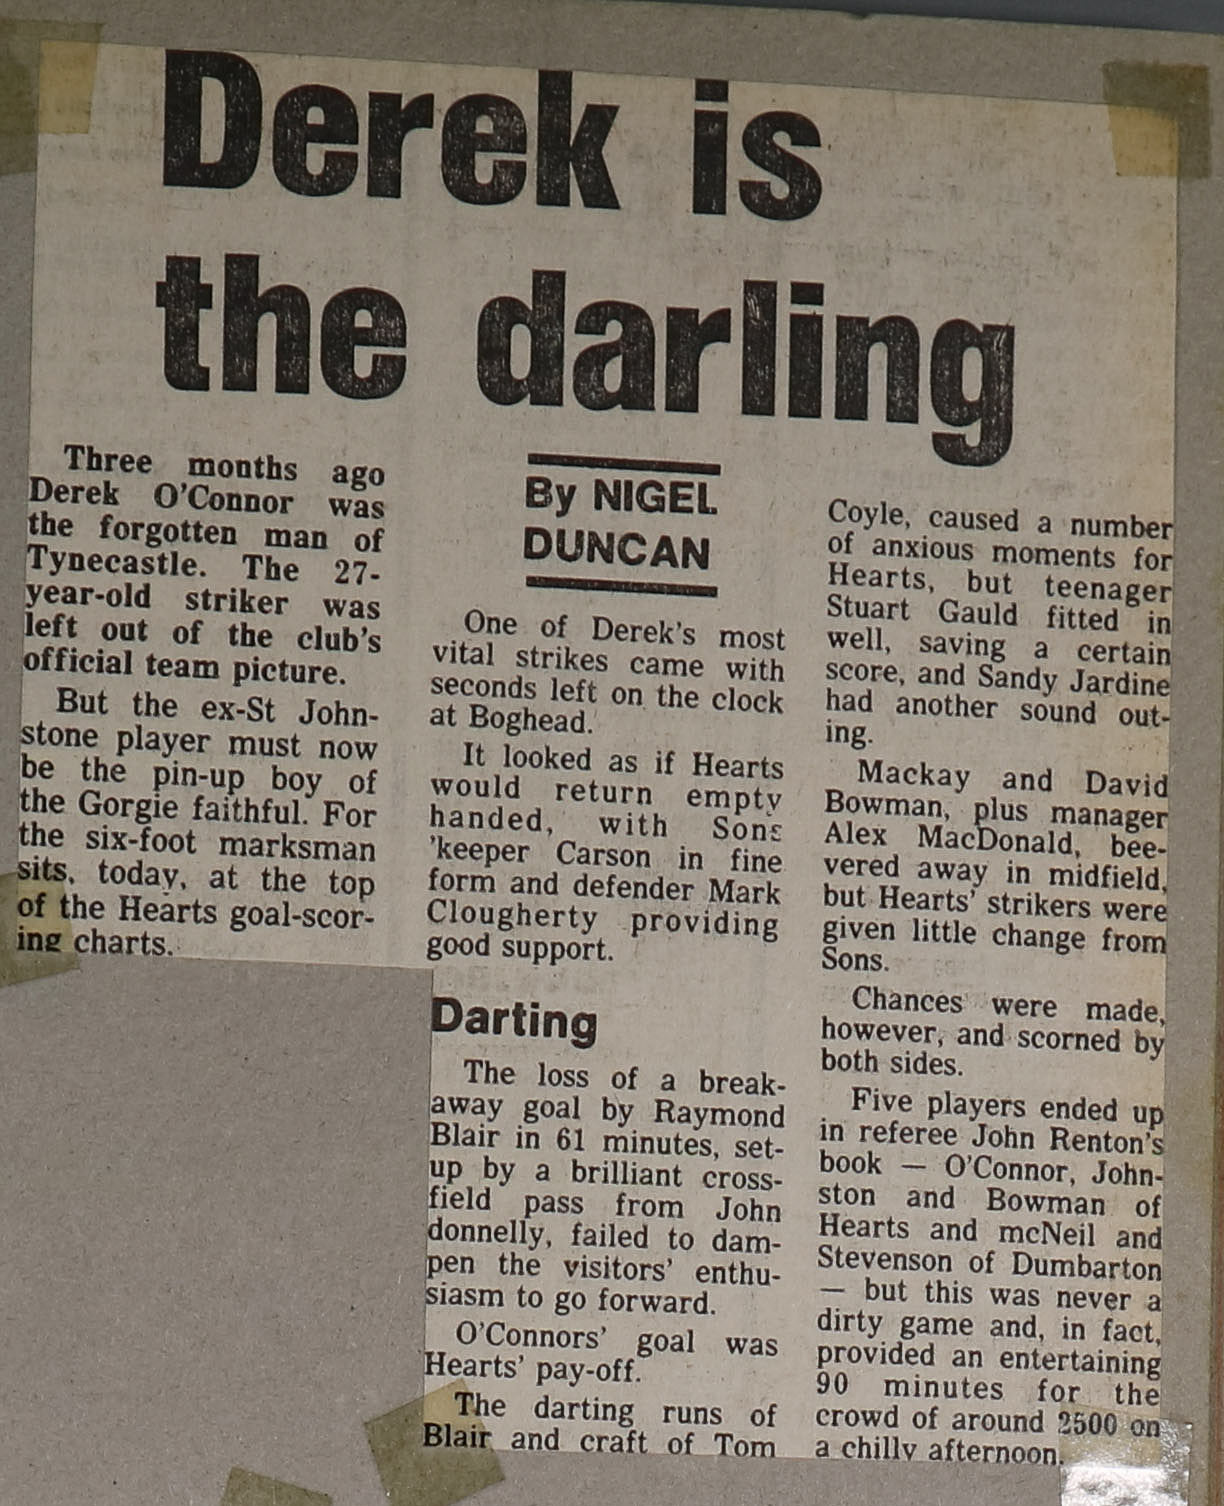 Derek is
the darling
Three months ago
Derek O'Connor was
the forgotten man of
Tynecastle. The 27-
year-old striker was
left out of the club's
official team picture.
But the ex-St John-
stone player must now
be the pin-up boy of
the Gorgie faithful. For
the six-foot marksman
sits, today, at the top
of the Hearts goal-scor-
ing charts.
By NIGEL
DUNCAN
One of Derek's most
vital strikes came with
seconds left on the clock
at Boghead.
It looked as if Hearts
would return empty
handed, with Sons
'keeper Carson in fine
form and defender Mark
Clougherty providing
good support.
Darting
The loss of a break-
away goal by Raymond
Blair in 61 minutes, set-
up by a brilliant cross-
field pass from John
donnelly, failed to dam-
pen the visitors' enthu-
siasm to go forward.
O'Connors' goal was
Hearts' pay-off.
The darting runs of
Blair and craft of Tom
Coyle, caused a number
of anxious moments for
Hearts, but teenager
Stuart Gauld fitted in
well, saving a certain
score, and Sandy Jardine
had another sound out-
ing.
Mackay and David
Bowman, plus manager
Alex MacDonald, bee-
vered away in midfield,
but Hearts' strikers were
given little change from
Sons.
Chances were made,
however, and scorned by
both sides.
Five players ended up
in referee John Renton's
book — O'Connor, John-
ston and Bowman of
Hearts and mcNeil and
Stevenson of Dumbarton
— but this was never a
dirty game and, in fact,
provided an entertaining
90 minutes for the
crowd of around 2500 on
a chilly afternoon.